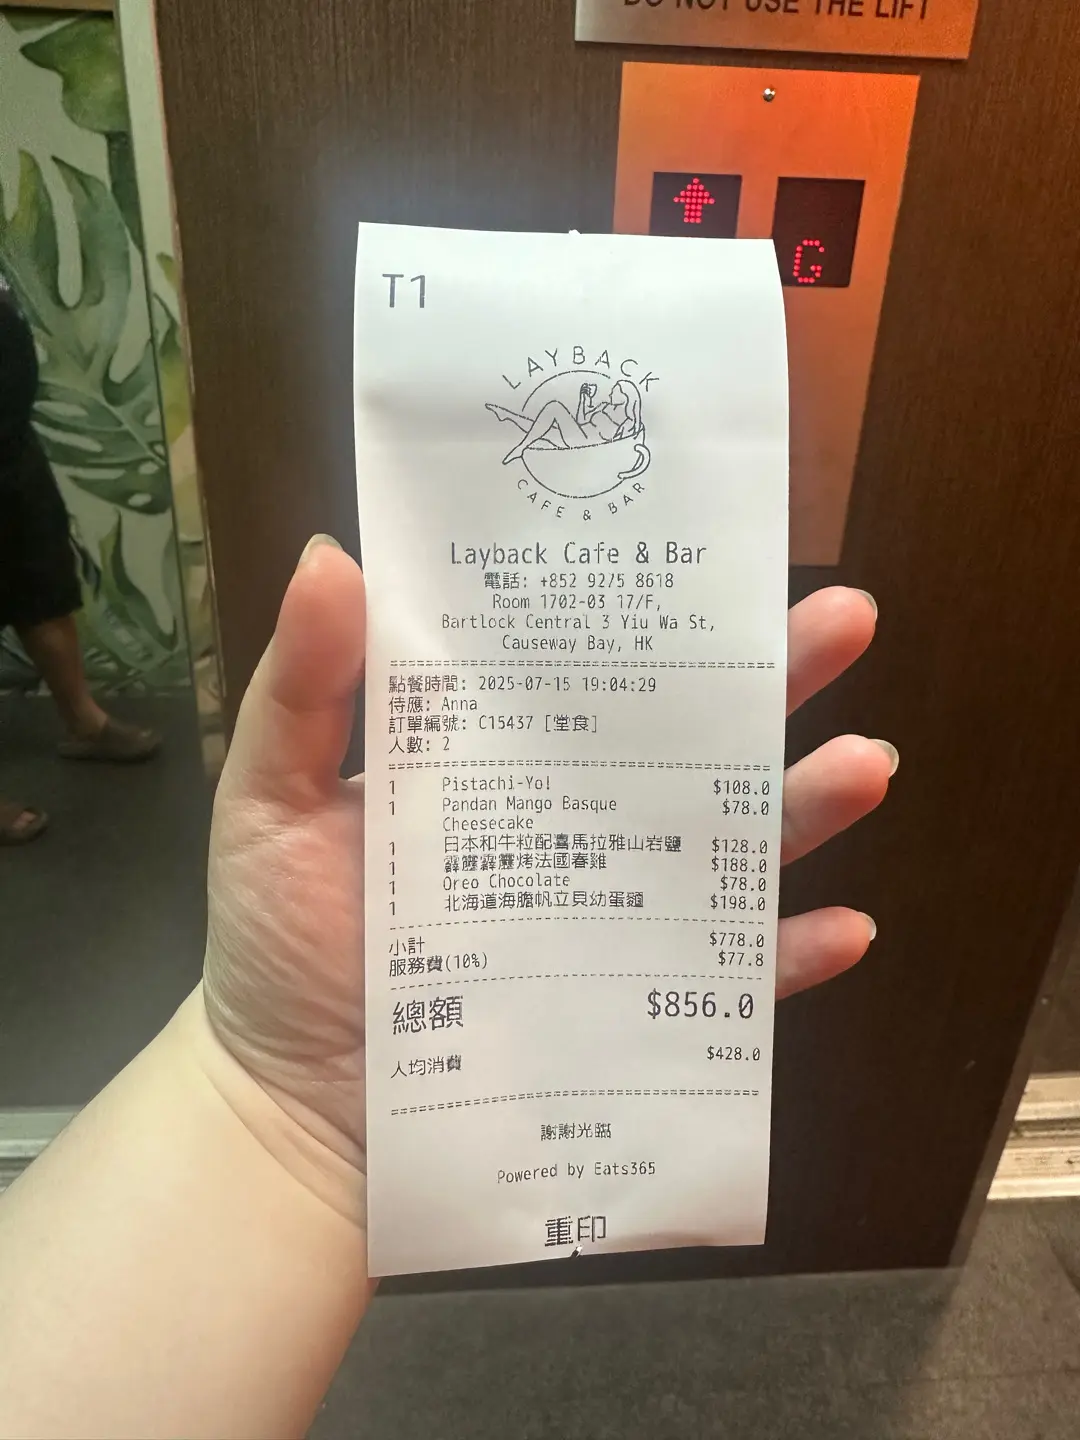 DO NOT USE THE LIFT
G
T1
LAYBACK
CAFE & BAR
Layback Cafe & Bar
電話: +852 9275 8618
Room 1702-03 17/F,
Bartlock Central 3 Yiu Wa St,
Causeway Bay, HK
點餐時間: 2025-07-15 19:04:29
侍應: Anna
訂單編號: C15437 [堂食]
人數: 2
1 Pistachi-Yo! $108.0
1 Pandan Mango Basque $78.0
Cheesecake
1 日本和牛粒配喜馬拉雅山岩鹽 $128.0
1 霹靂霹靂烤法國春雞 $188.0
1 Oreo Chocolate $78.0
1 北海道海膽帆立貝幼蛋麵 $198.0
小計 $778.0
服務費(10%) $77.8
總額 $856.0
人均消費 $428.0
謝謝光臨
Powered by Eats365
重印